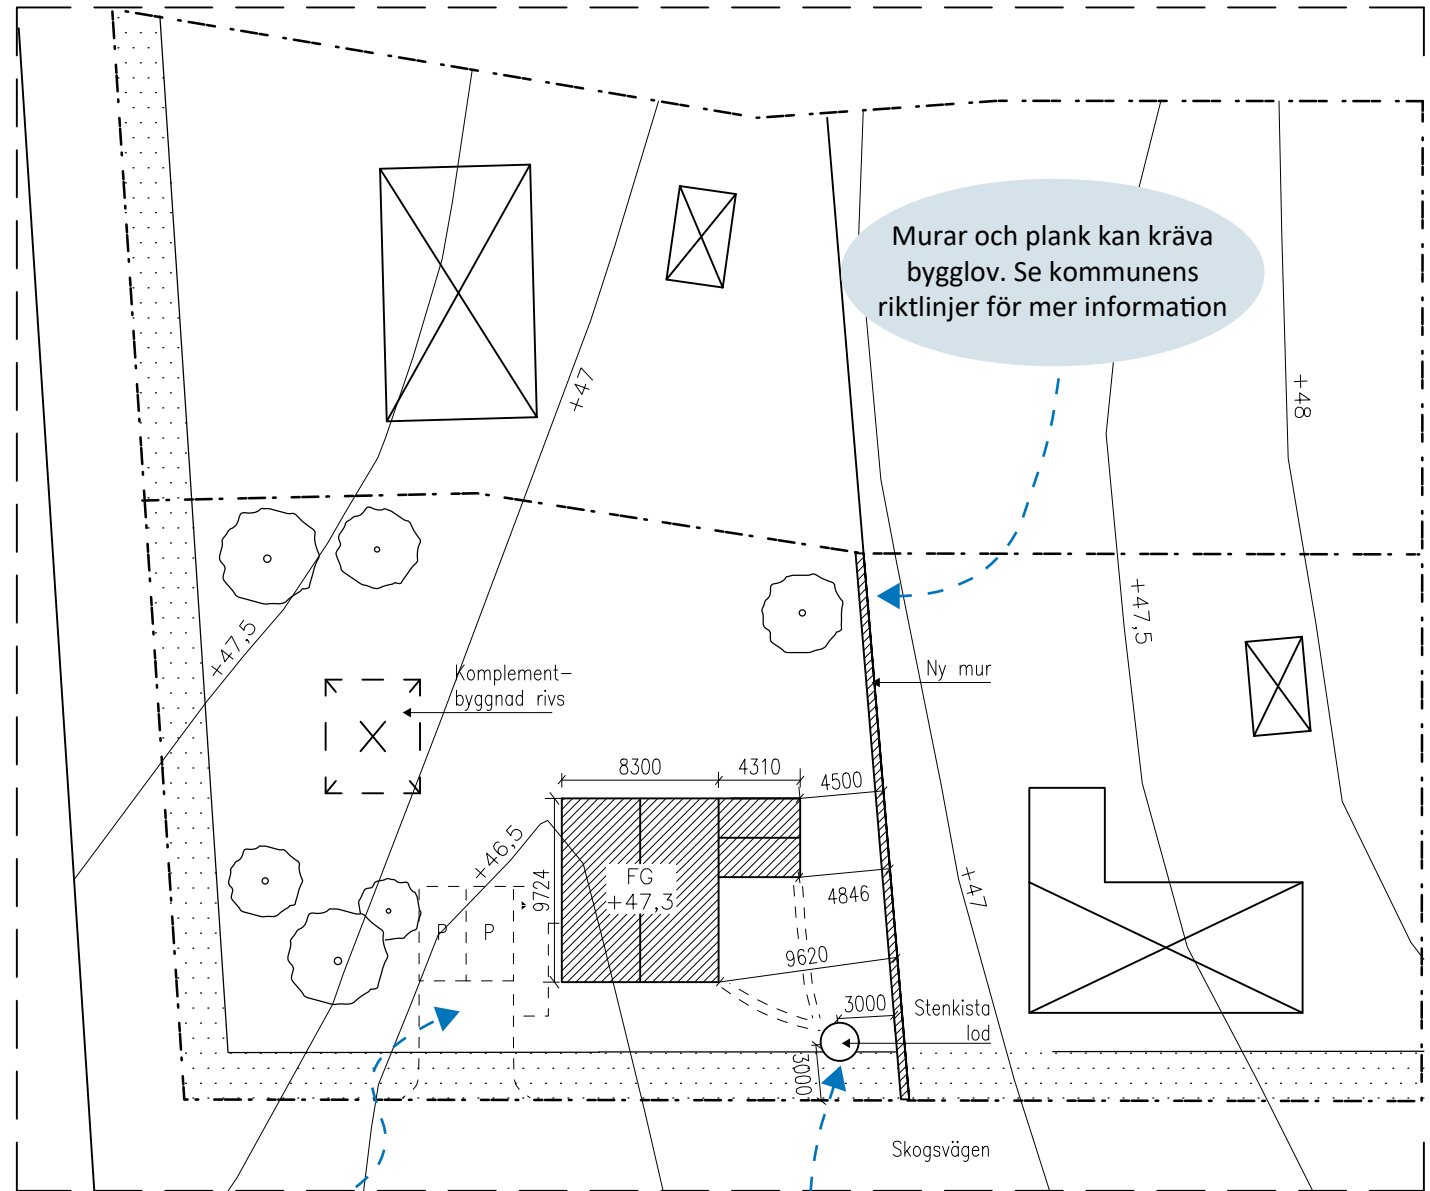 Murar och plank kan kräva
bygglov. Se kommunens
riktlinjer för mer information
+47
+48
+47,5
+47,5
Komplement-
byggnad rivs
Ny mur
8300
4310
4500
+46,5
9724
FG
+47,3
4846
+47
P
P
9620
3000
Stenkista
lod
3000
Skogsvägen